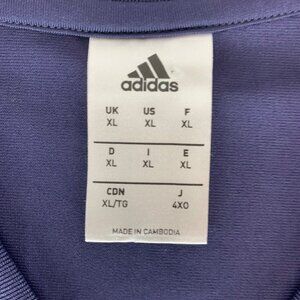 adidas
UK US F
XL XL XL
D I E
XL XL XL
CDN J
XL/TG 4XO
MADE IN CAMBODIA